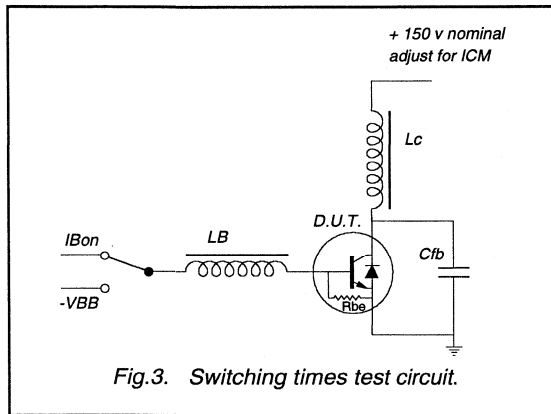 + 150 v nominal
adjust for ICM
Lc
D.U.T.
IBon
LB
Cfb
-VBB
Rbe
Fig.3. Switching times test circuit.